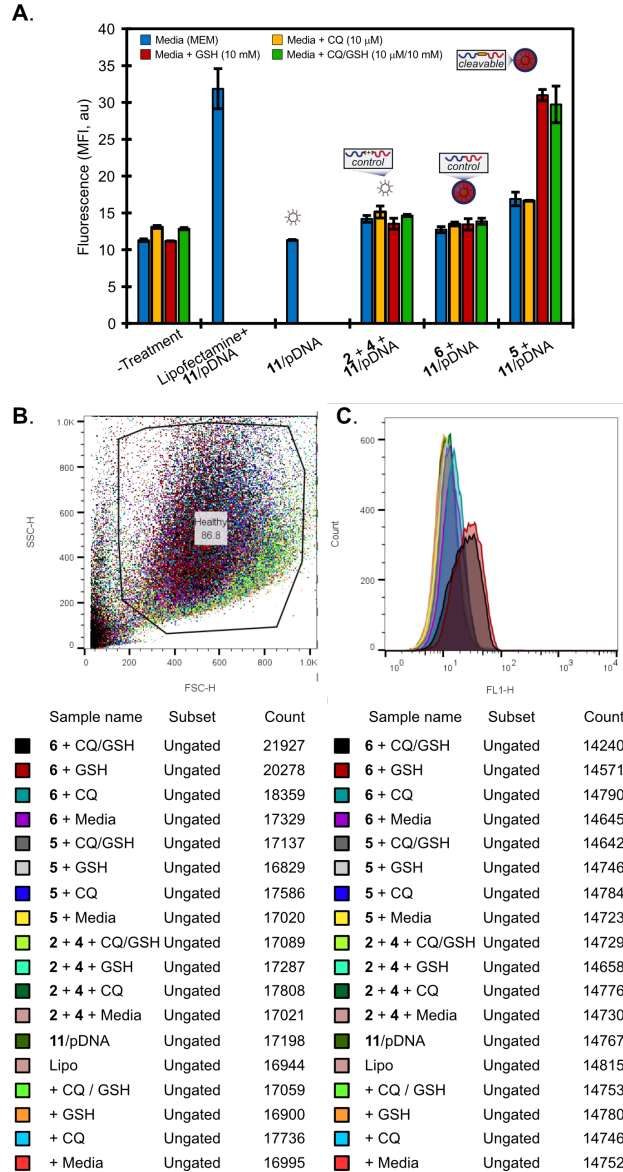 A.
Media (MEM)
Media + CQ (10 μM)
Media + GSH (10 mM)
Media + CQ/GSH (10 μM/10 mM)
cleavable
control
control
Fluorescence (MFI, au)
40
35
30
25
20
15
10
5
0
-Treatment
Lipofectamine+
11/pDNA
11/pDNA
2 + 4 +
11/pDNA
6 +
11/pDNA
5 +
11/pDNA
B.
SSC-H
1.0K
800
600
400
200
0
Healthy
86.8
0 200 400 600 800 1.0K
FSC-H
C.
Count
600
400
200
0
10⁰ 10¹ 10² 10³ 10⁴
FL1-H
Sample name Subset Count
6 + CQ/GSH Ungated 21927
6 + GSH Ungated 20278
6 + CQ Ungated 18359
6 + Media Ungated 17329
5 + CQ/GSH Ungated 17137
5 + GSH Ungated 16829
5 + CQ Ungated 17586
5 + Media Ungated 17020
2 + 4 + CQ/GSH Ungated 17089
2 + 4 + GSH Ungated 17287
2 + 4 + CQ Ungated 17808
2 + 4 + Media Ungated 17021
11/pDNA Ungated 17198
Lipo Ungated 16944
+ CQ / GSH Ungated 17059
+ GSH Ungated 16900
+ CQ Ungated 17736
+ Media Ungated 16995
Sample name Subset Count
6 + CQ/GSH Ungated 14240
6 + GSH Ungated 14571
6 + CQ Ungated 14790
6 + Media Ungated 14645
5 + CQ/GSH Ungated 14642
5 + GSH Ungated 14746
5 + CQ Ungated 14784
5 + Media Ungated 14723
2 + 4 + CQ/GSH Ungated 14729
2 + 4 + GSH Ungated 14658
2 + 4 + CQ Ungated 14776
2 + 4 + Media Ungated 14730
11/pDNA Ungated 14767
Lipo Ungated 14815
+ CQ / GSH Ungated 14753
+ GSH Ungated 14780
+ CQ Ungated 14746
+ Media Ungated 14752